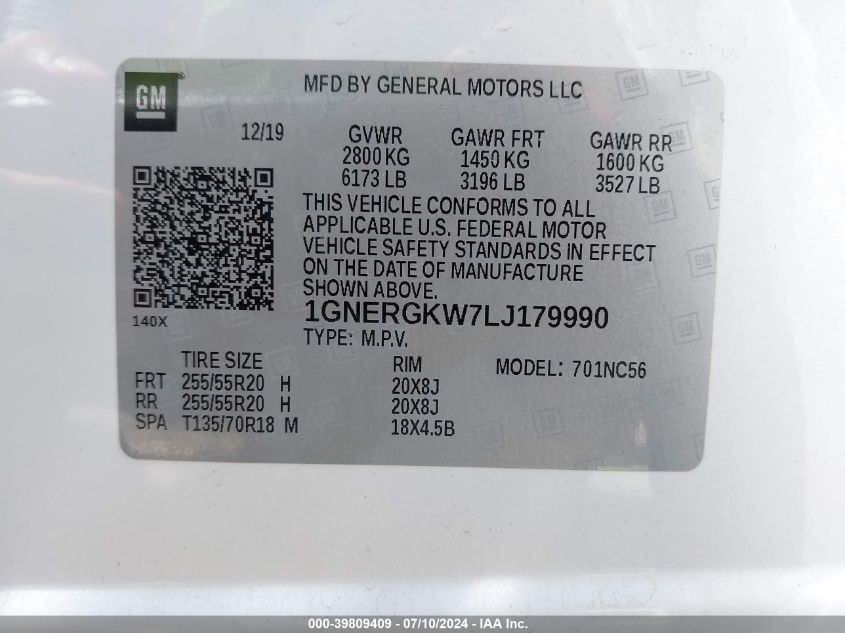 GM
MFD BY GENERAL MOTORS LLC
12/19
GVWR GAWR FRT GAWR RR
2800 KG 1450 KG 1600 KG
6173 LB 3196 LB 3527 LB
THIS VEHICLE CONFORMS TO ALL
APPLICABLE U.S. FEDERAL MOTOR
VEHICLE SAFETY STANDARDS IN EFFECT
ON THE DATE OF MANUFACTURE
SHOWN ABOVE.
1GNERGKW7LJ179990
140X
TYPE: M.P.V.
TIRE SIZE RIM MODEL: 701NC56
FRT 255/55R20 H 20X8J
RR 255/55R20 H 20X8J
SPA T135/70R18 M 18X4.5B
000-39809409 - 07/10/2024 - IAA Inc.